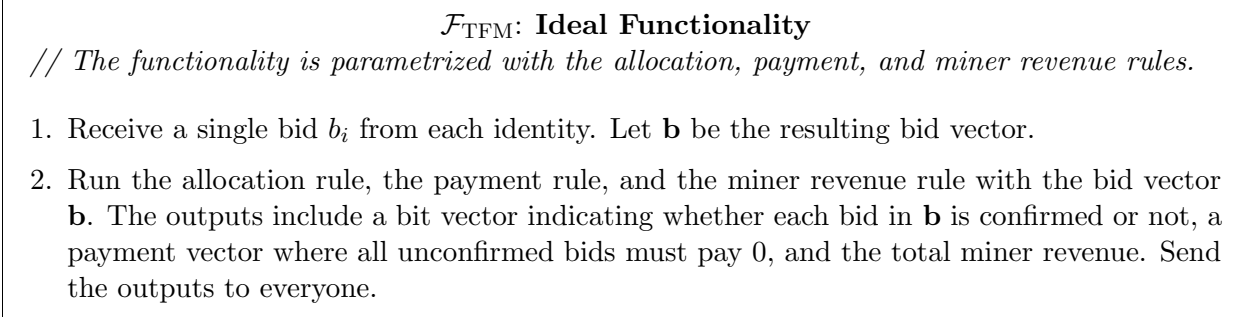 𝓕_TFM: Ideal Functionality
// The functionality is parametrized with the allocation, payment, and miner revenue rules.
1. Receive a single bid b_i from each identity. Let b be the resulting bid vector.
2. Run the allocation rule, the payment rule, and the miner revenue rule with the bid vector
b. The outputs include a bit vector indicating whether each bid in b is confirmed or not, a
payment vector where all unconfirmed bids must pay 0, and the total miner revenue. Send
the outputs to everyone.